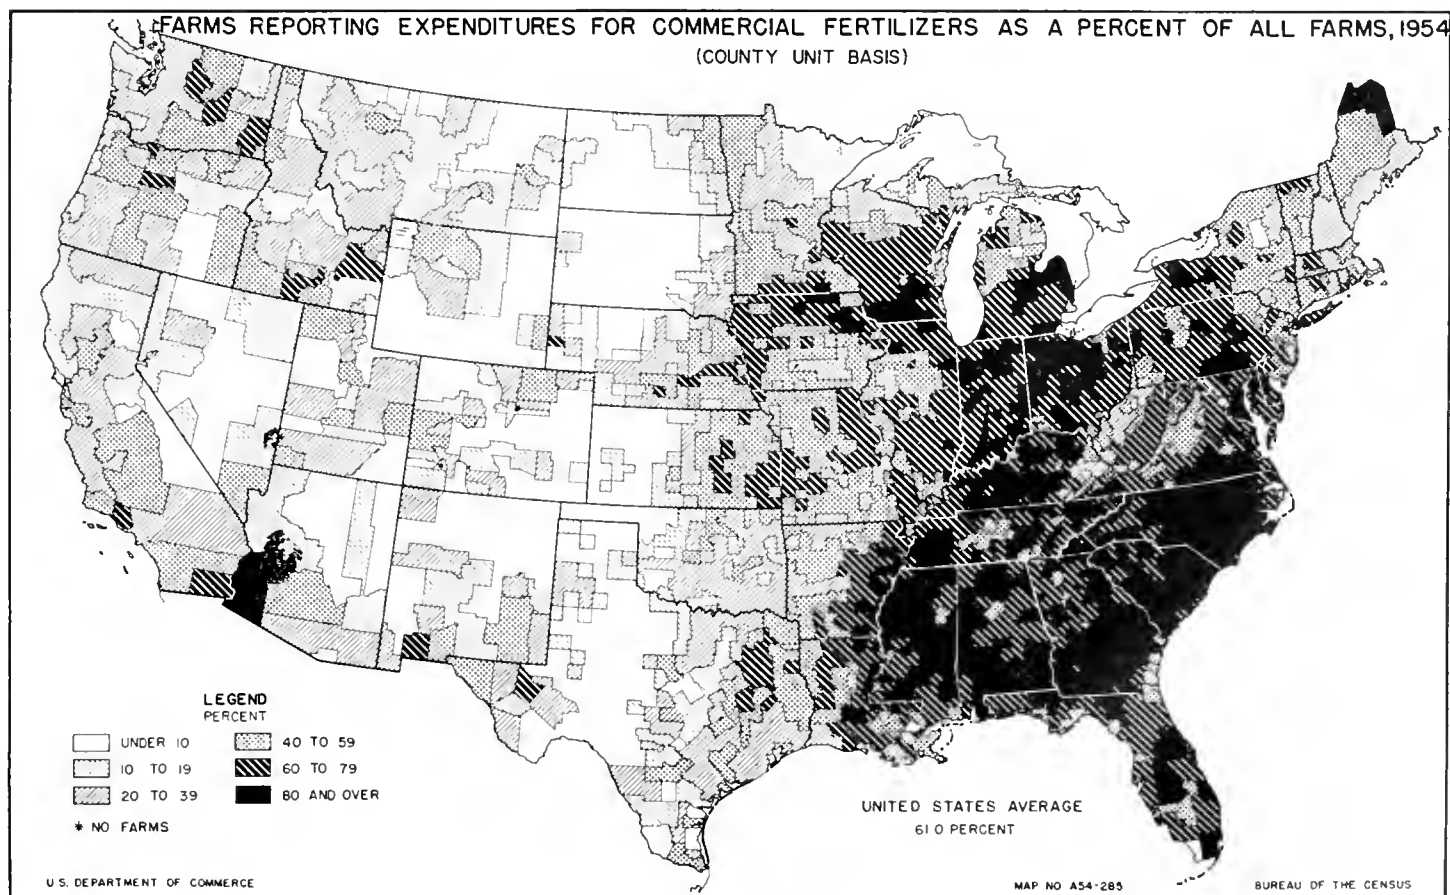 FARMS REPORTING EXPENDITURES FOR COMMERCIAL FERTILIZERS AS A PERCENT OF ALL FARMS, 1954
(COUNTY UNIT BASIS)
LEGEND
PERCENT
UNDER 10
10 TO 19
20 TO 39
* NO FARMS
40 TO 59
60 TO 79
80 AND OVER
UNITED STATES AVERAGE
61.0 PERCENT
U.S. DEPARTMENT OF COMMERCE
MAP NO A54-285
BUREAU OF THE CENSUS